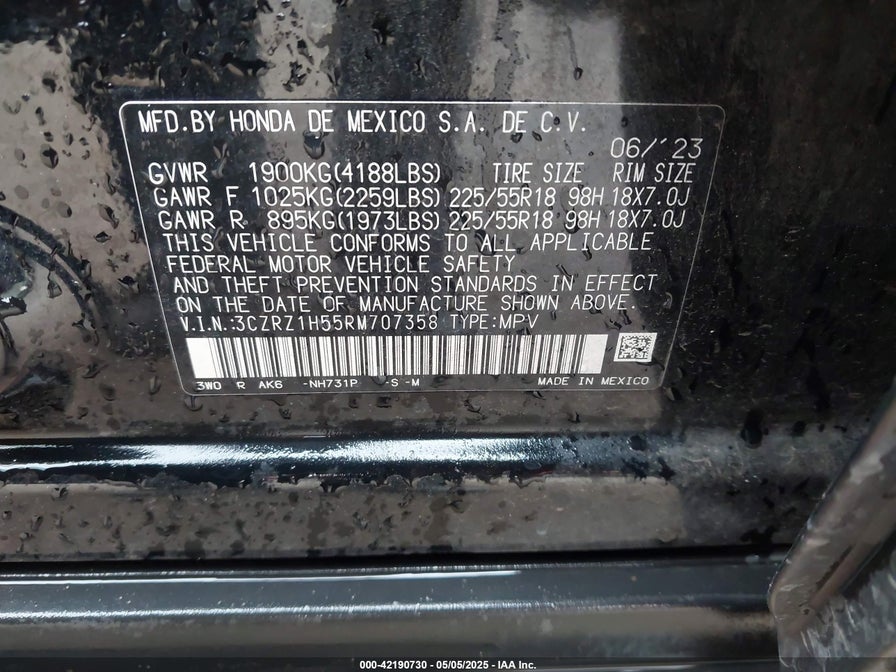 MFD.BY HONDA DE MEXICO S.A. DE C.V.
06/'23
GVWR 1900KG(4188LBS) TIRE SIZE RIM SIZE
GAWR F 1025KG(2259LBS) 225/55R18 98H 18X7.0J
GAWR R 895KG(1973LBS) 225/55R18 98H 18X7.0J
THIS VEHICLE CONFORMS TO ALL APPLICABLE
FEDERAL MOTOR VEHICLE SAFETY
AND THEFT PREVENTION STANDARDS IN EFFECT
ON THE DATE OF MANUFACTURE SHOWN ABOVE.
V.I.N.:3CZRZ1H55RM707358 TYPE:MPV
3W0 R AK6 -NH731P -S -M MADE IN MEXICO
000-42190730 - 05/05/2025 - IAA Inc.